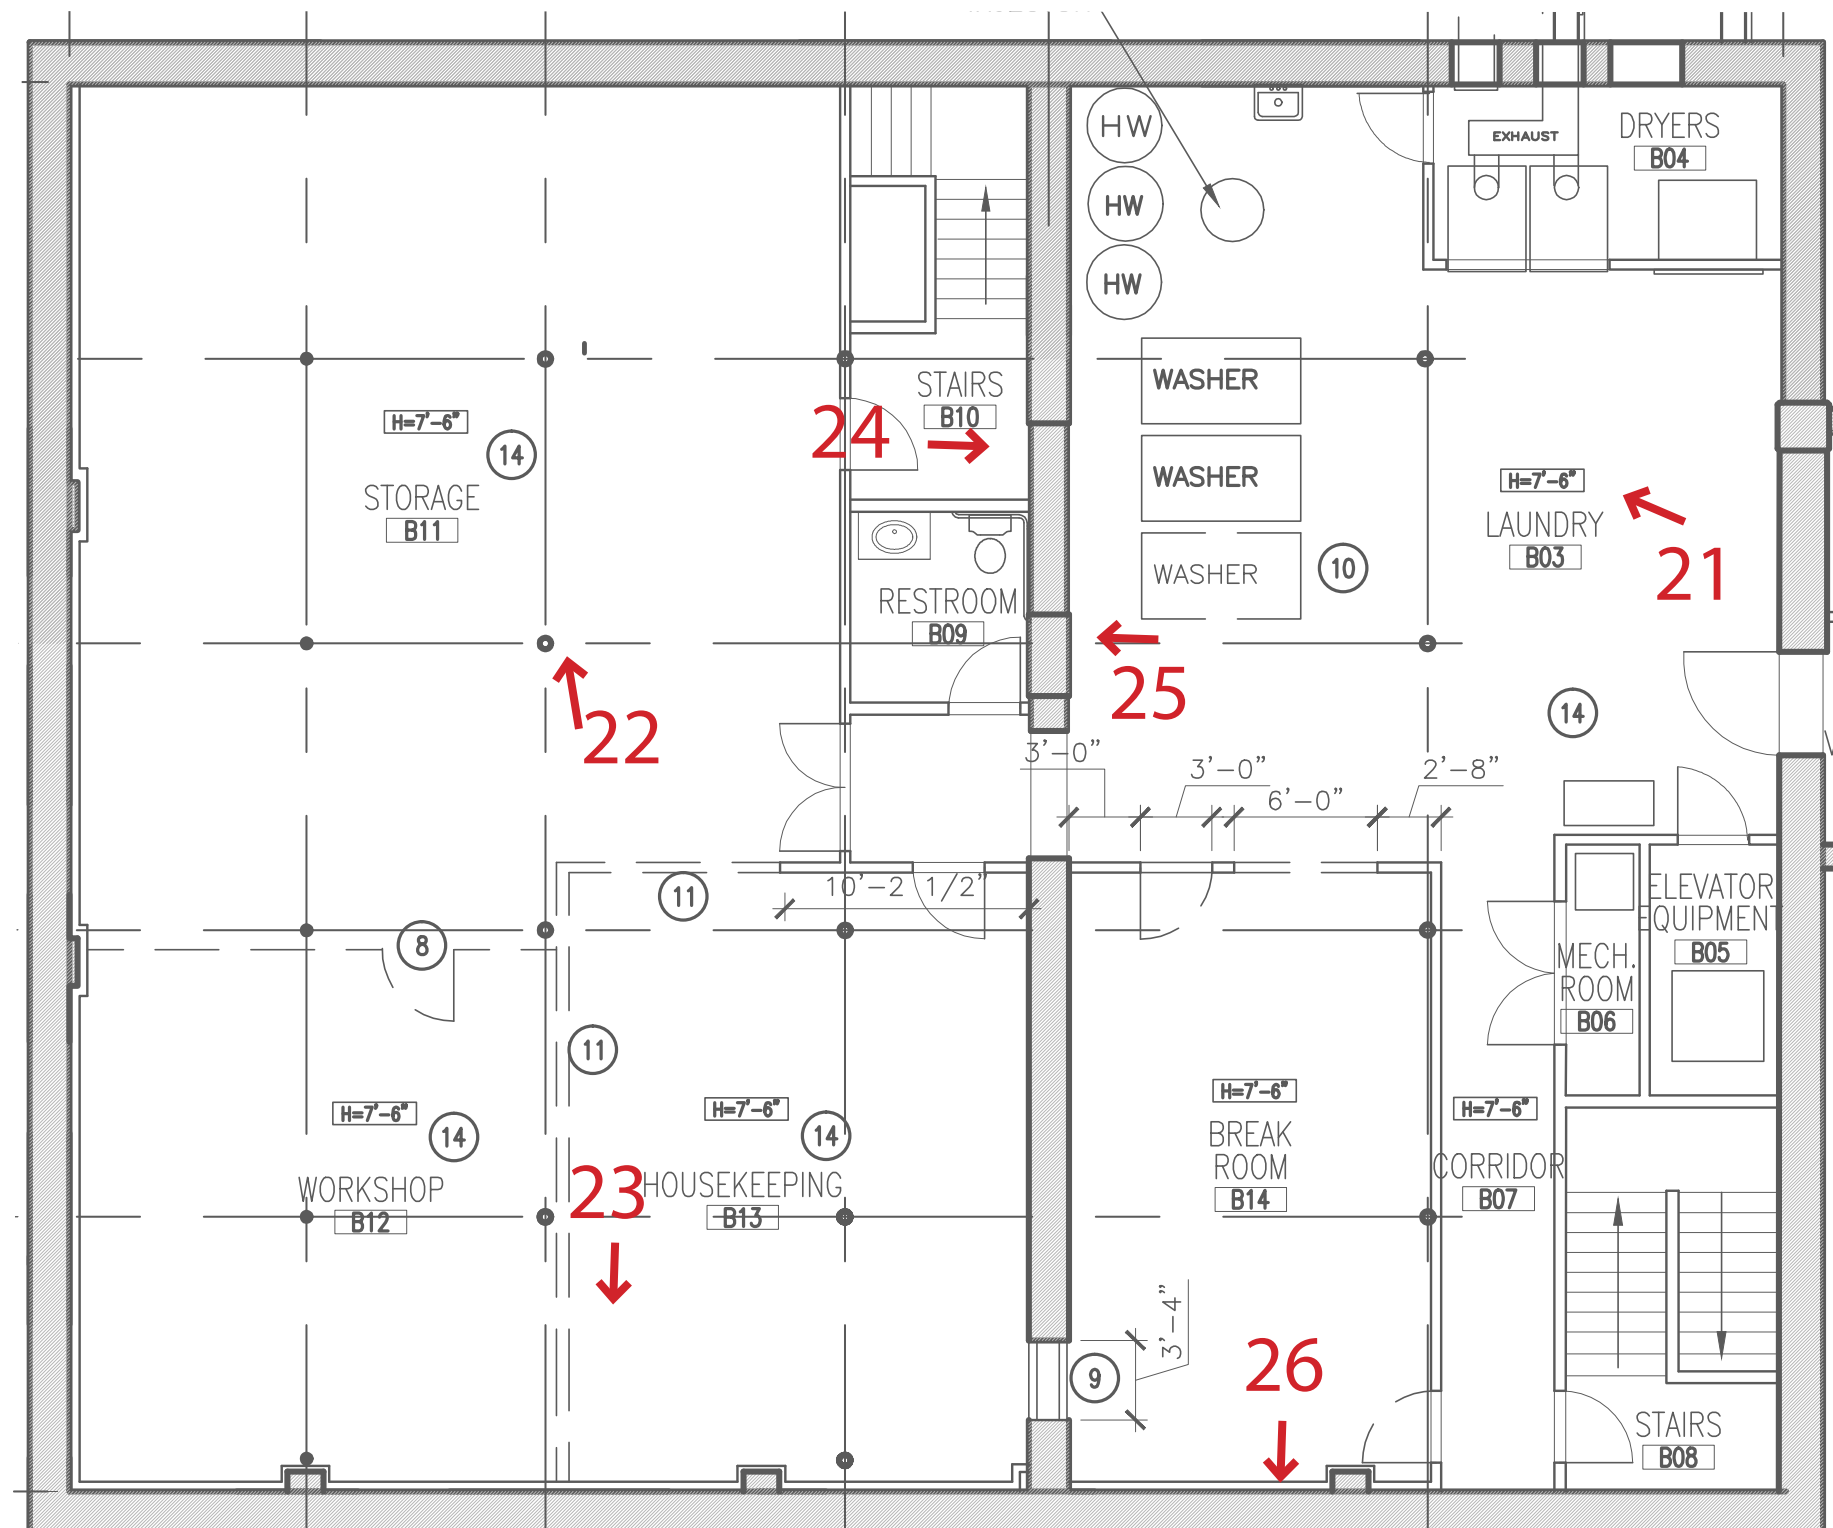 HW
EXHAUST
DRYERS
B04
HW
HW
WASHER
STAIRS
B10
H=7'-6"
24
14
STORAGE
B11
WASHER
H=7'-6"
LAUNDRY
B03
21
WASHER
10
RESTROOM
B09
25
22
14
3'-0"
3'-0"
6'-0"
2'-8"
10'-2 1/2"
11
8
ELEVATOR
EQUIPMENT
B05
MECH.
ROOM
B06
11
H=7'-6"
14
H=7'-6"
14
H=7'-6"
H=7'-6"
BREAK
ROOM
B14
CORRIDOR
B07
WORKSHOP
B12
23
HOUSEKEEPING
B13
3'-4"
9
26
STAIRS
B08